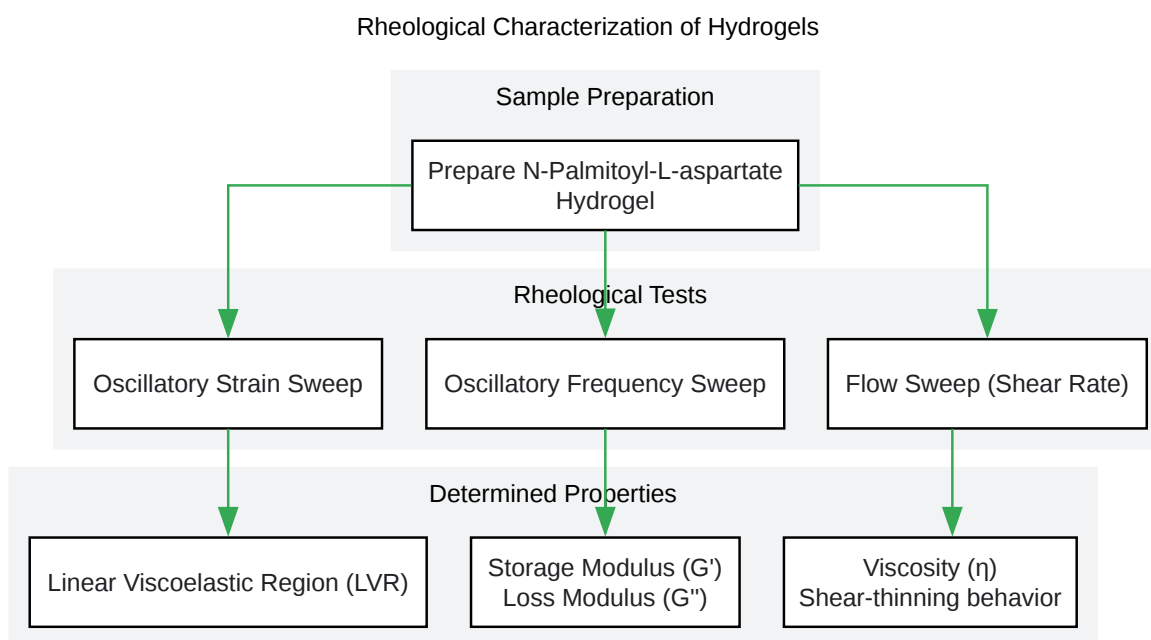 Rheological Characterization of Hydrogels
Sample Preparation
Prepare N-Palmitoyl-L-aspartate
Hydrogel
Rheological Tests
Oscillatory Strain Sweep
Oscillatory Frequency Sweep
Flow Sweep (Shear Rate)
Determined Properties
Linear Viscoelastic Region (LVR)
Storage Modulus (G')
Loss Modulus (G'')
Viscosity (η)
Shear-thinning behavior